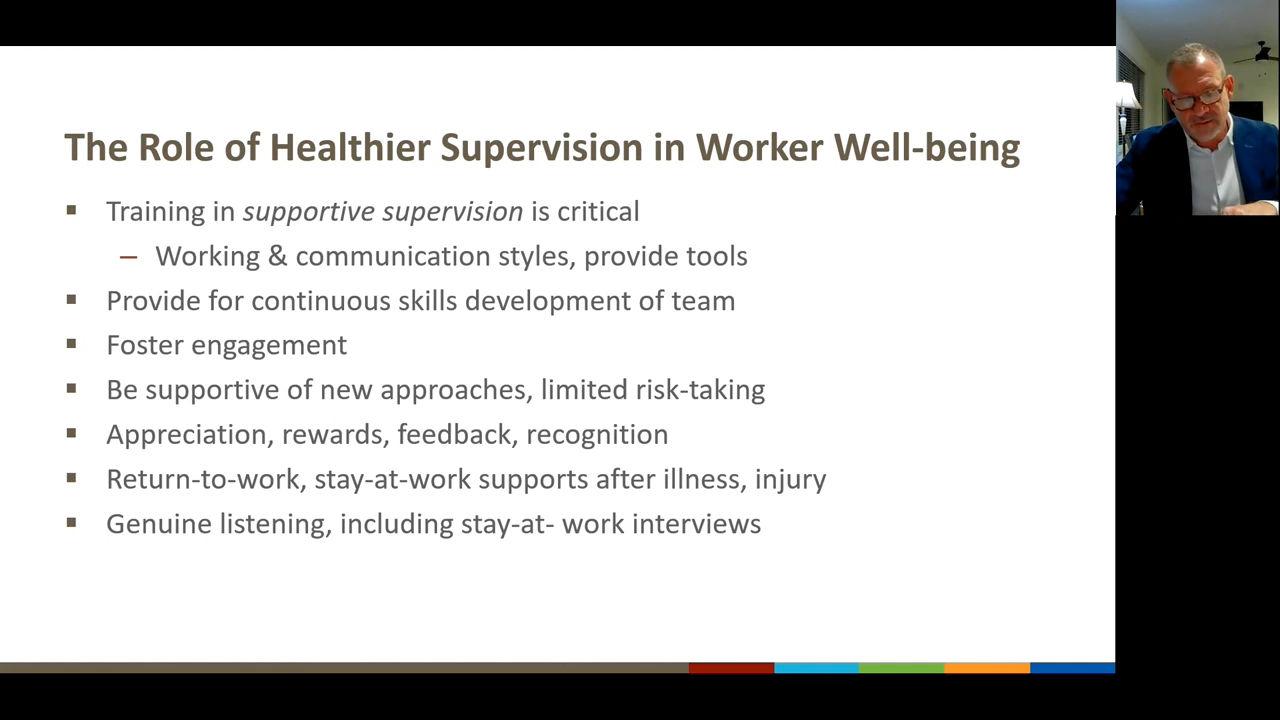 The Role of Healthier Supervision in Worker Well-being
▪ Training in supportive supervision is critical
– Working & communication styles, provide tools
▪ Provide for continuous skills development of team
▪ Foster engagement
▪ Be supportive of new approaches, limited risk-taking
▪ Appreciation, rewards, feedback, recognition
▪ Return-to-work, stay-at-work supports after illness, injury
▪ Genuine listening, including stay-at- work interviews